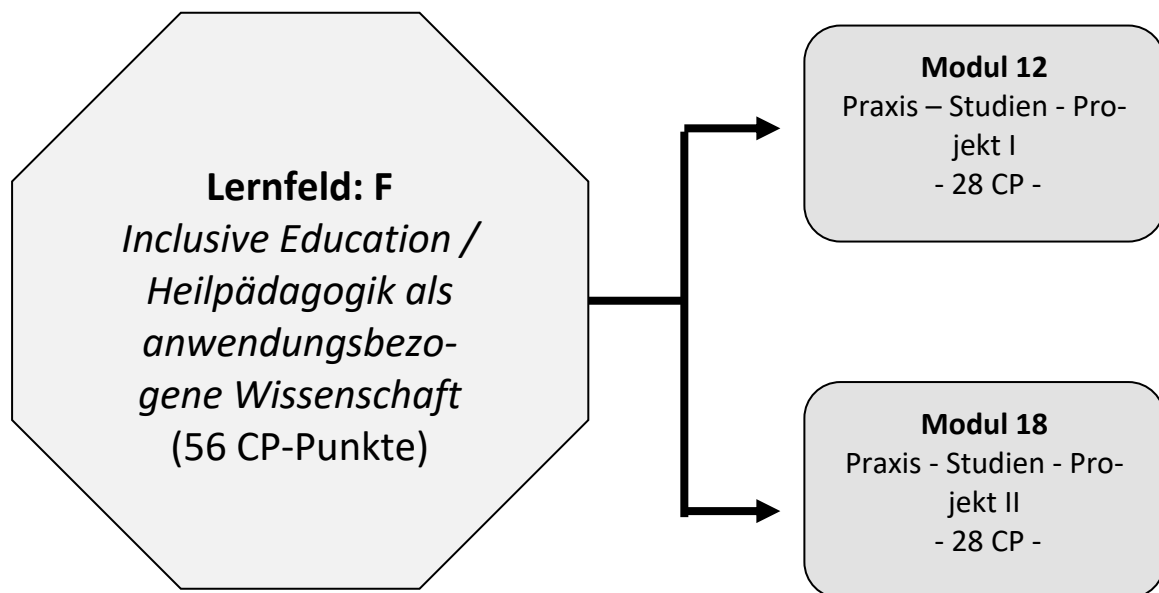 Lernfeld: F
Inclusive Education /
Heilpädagogik als
anwendungsbezo-
gene Wissenschaft
(56 CP-Punkte)
Modul 12
Praxis – Studien - Pro-
jekt I
- 28 CP -
Modul 18
Praxis - Studien - Pro-
jekt II
- 28 CP -